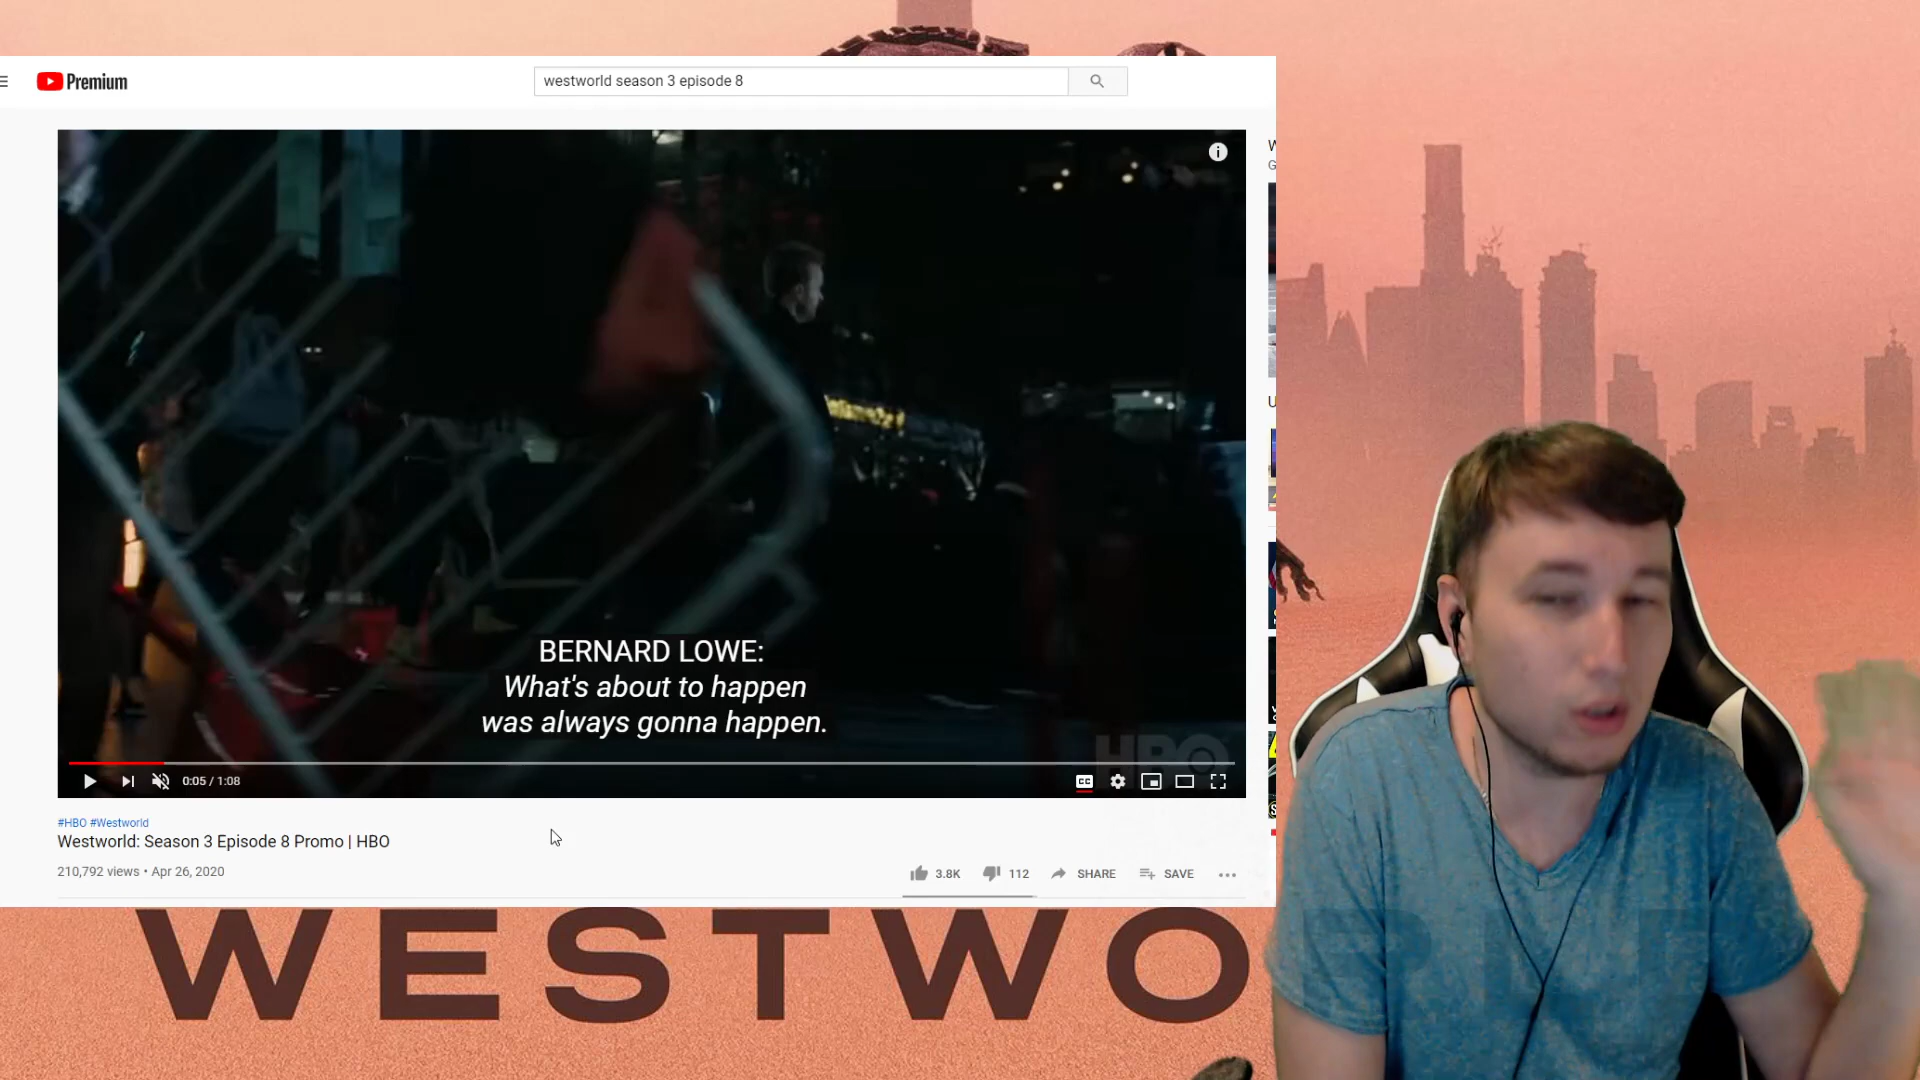 Premium
westworld season 3 episode 8
BERNARD LOWE:
What's about to happen
was always gonna happen.
HBO
0:05 / 1:08
CC
#HBO #Westworld
Westworld: Season 3 Episode 8 Promo | HBO
210,792 views • Apr 26, 2020
3.8K
112
SHARE
SAVE
WESTWO